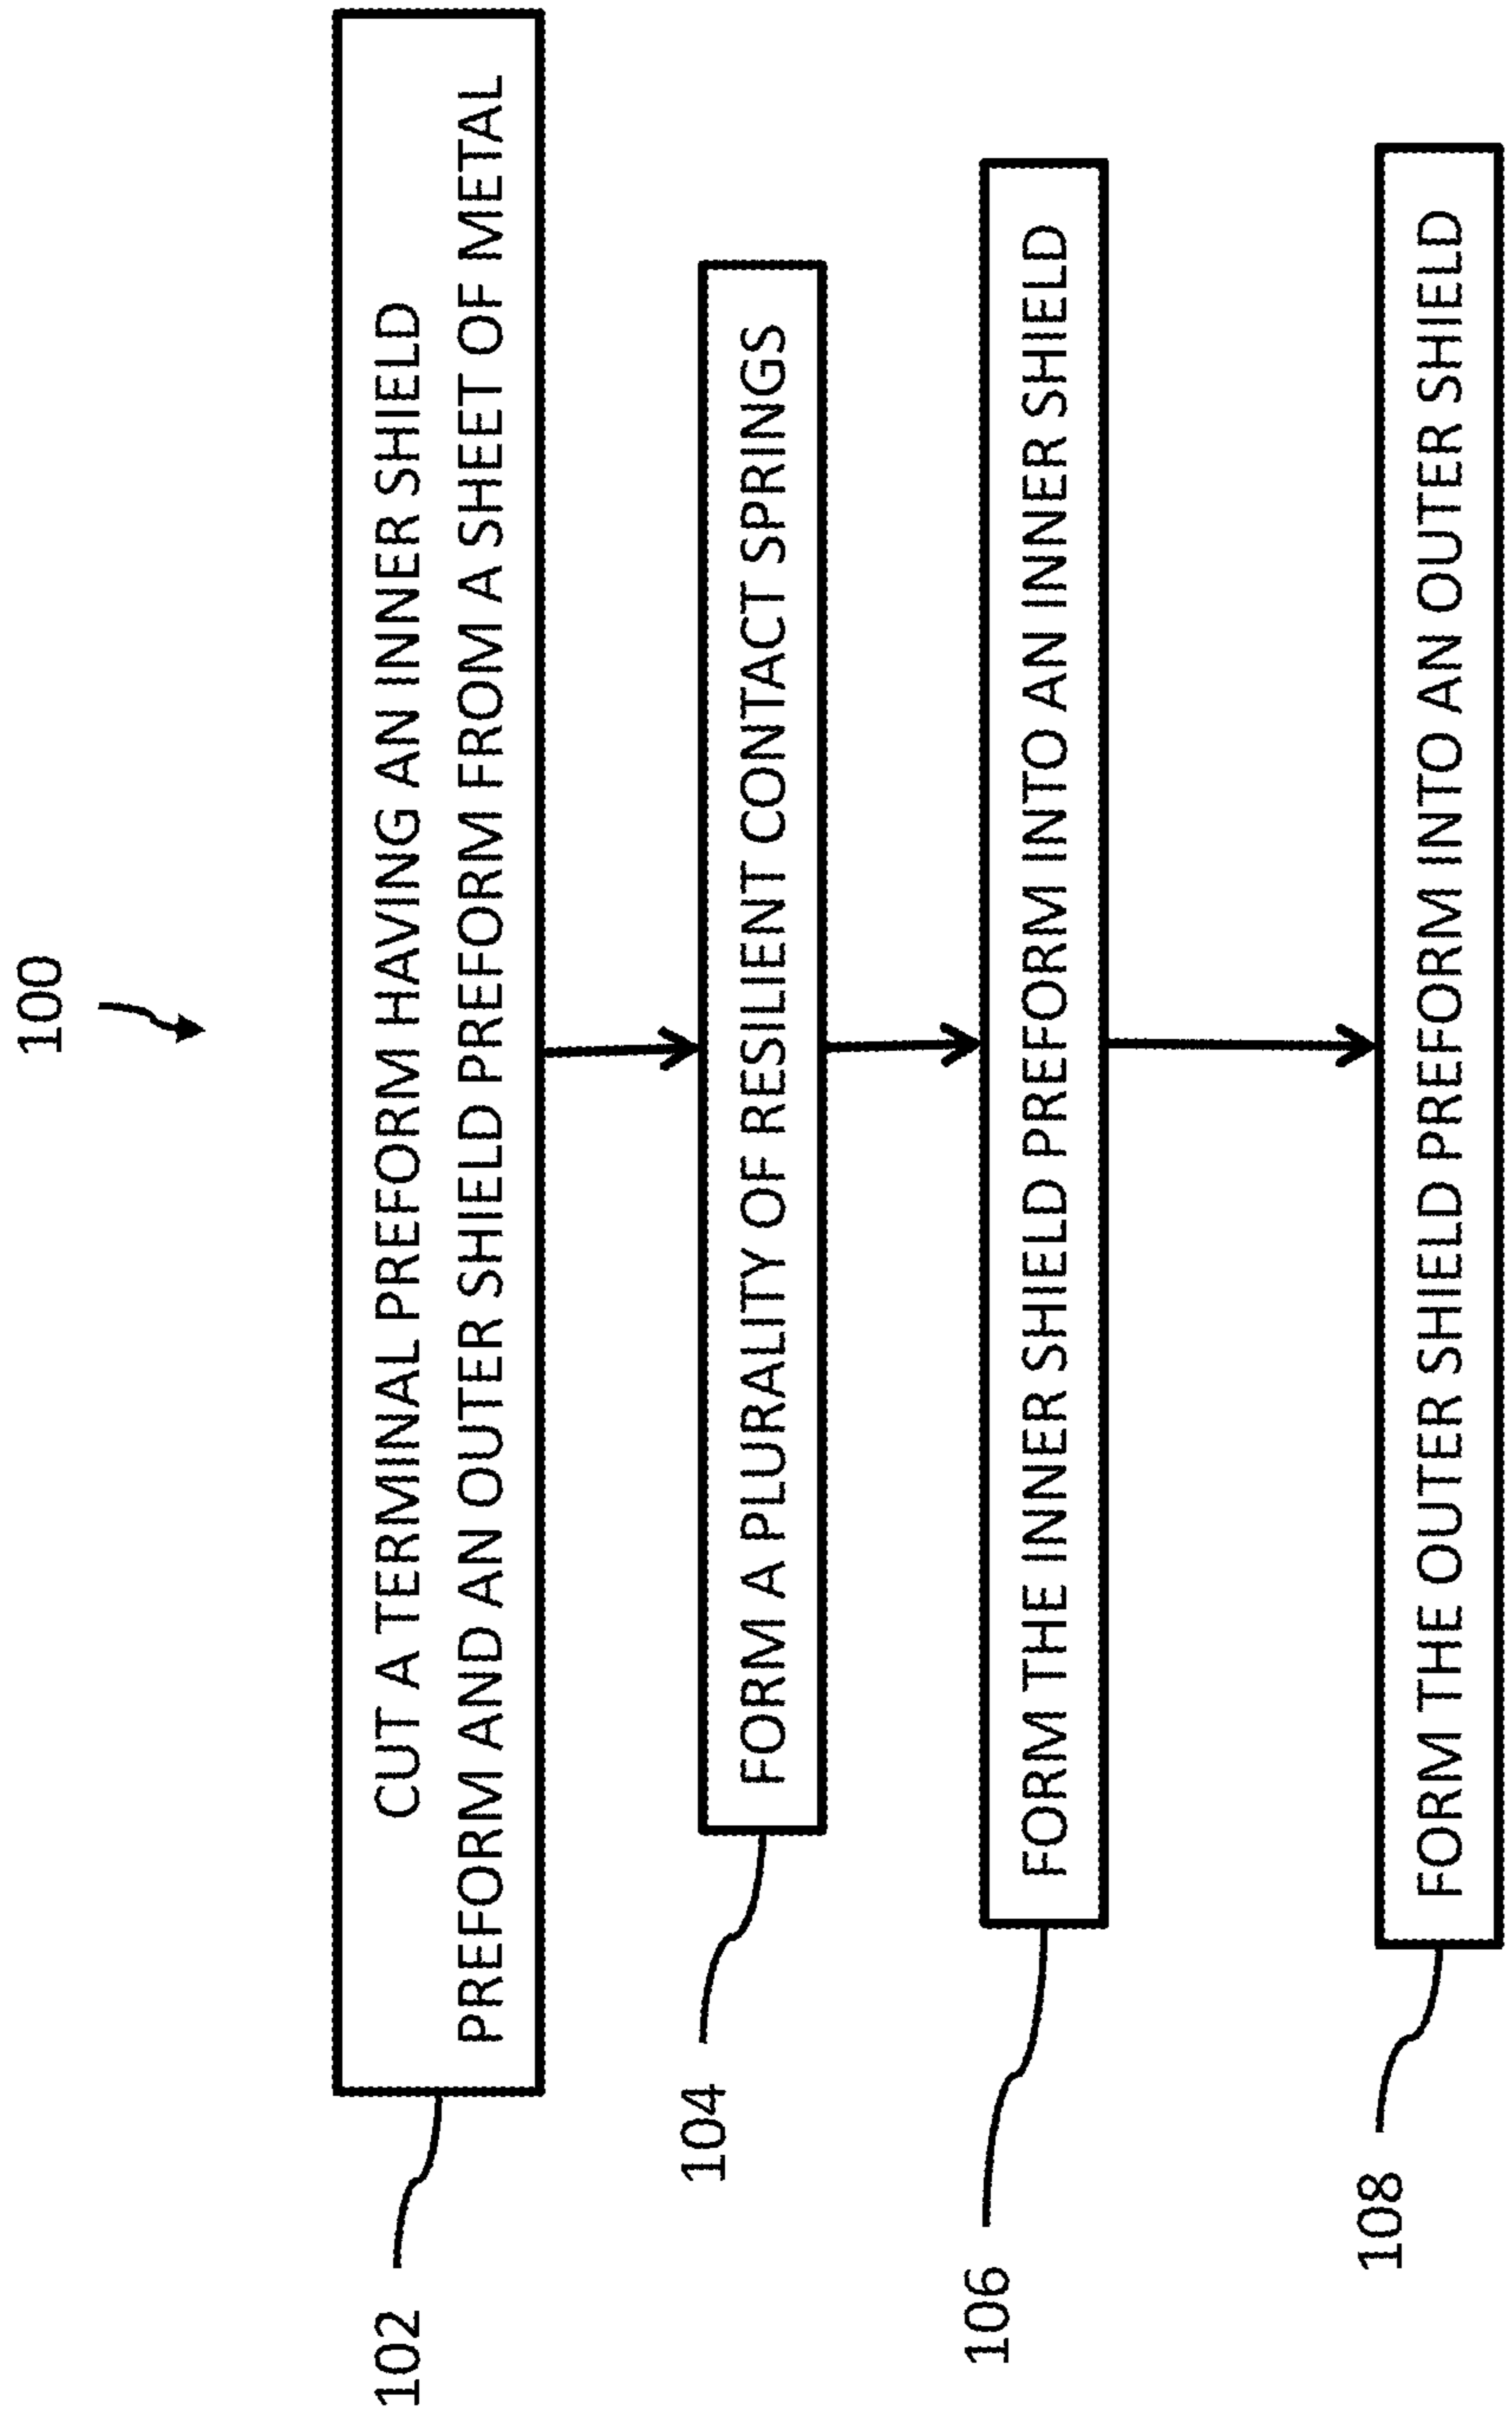 100
102
CUT A TERMINAL PREFORM HAVING AN INNER SHIELD
PREFORM AND AN OUTER SHIELD PREFORM FROM A SHEET OF METAL
104
FORM A PLURALITY OF RESILIENT CONTACT SPRINGS
106
FORM THE INNER SHIELD PREFORM INTO AN INNER SHIELD
108
FORM THE OUTER SHIELD PREFORM INTO AN OUTER SHIELD